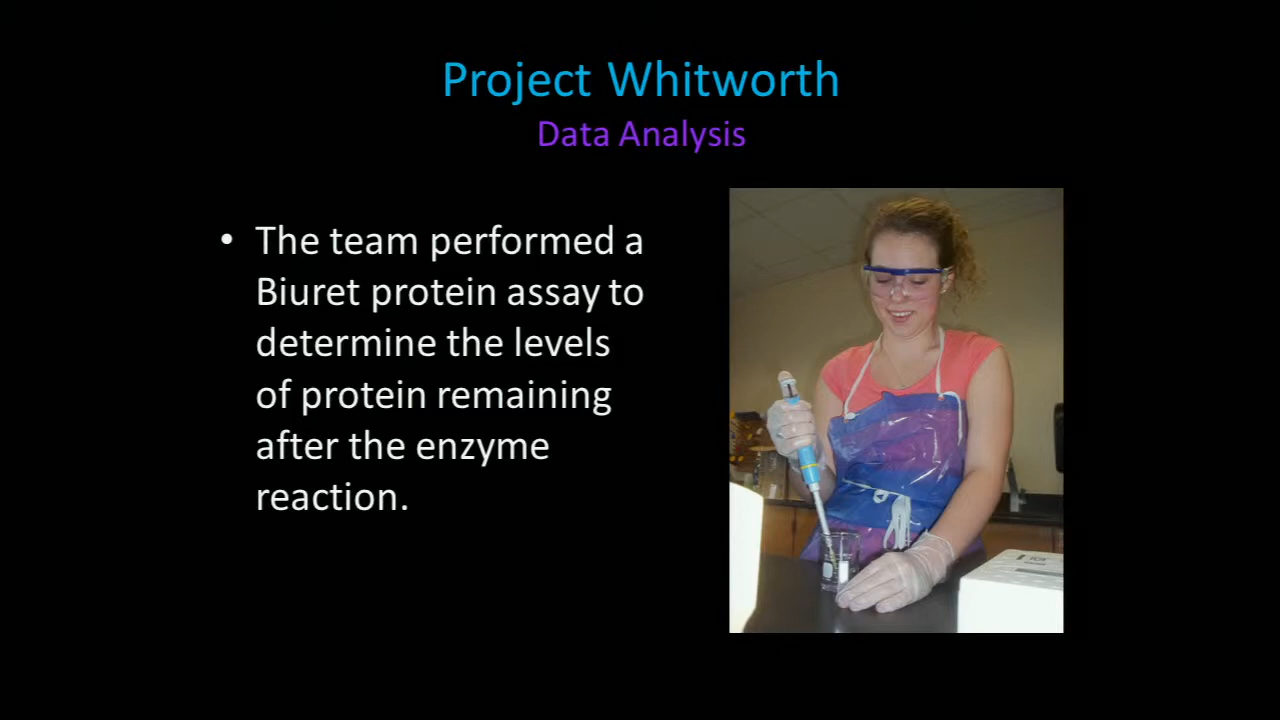 Project Whitworth
Data Analysis
• The team performed a
Biuret protein assay to
determine the levels
of protein remaining
after the enzyme
reaction.